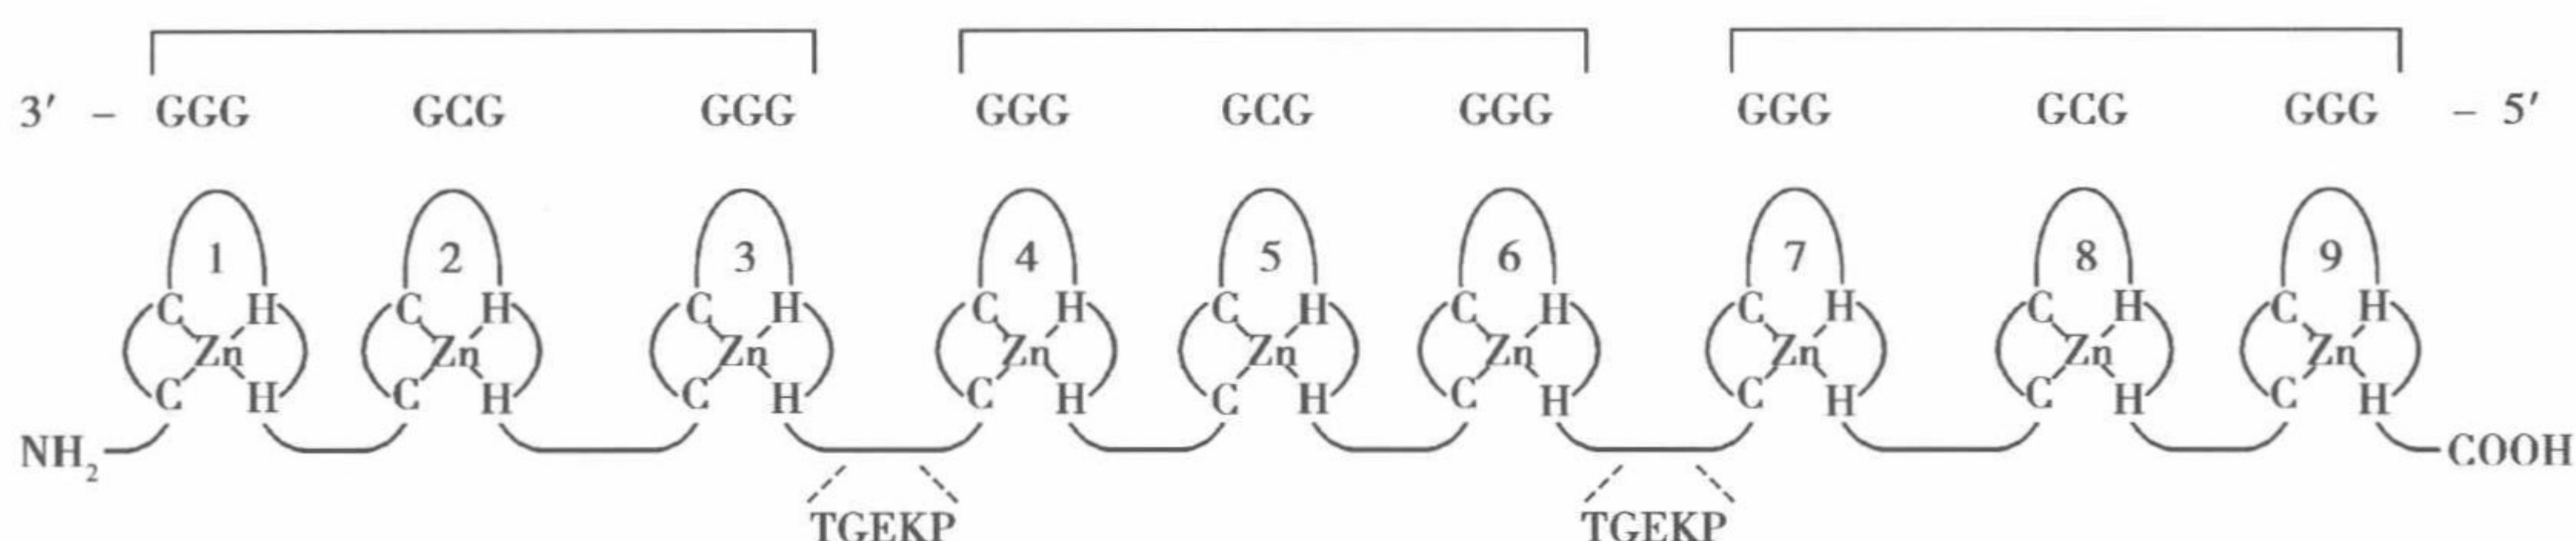 3′ – GGG GCG GGG GGG GCG GGG GGG GCG GGG – 5′
1 2 3 4 5 6 7 8 9
C H C H C H C H C H C H C H C H C H
Zn Zn Zn Zn Zn Zn Zn Zn Zn
C H C H C H C H C H C H C H C H C H
NH₂ COOH
TGEKP TGEKP